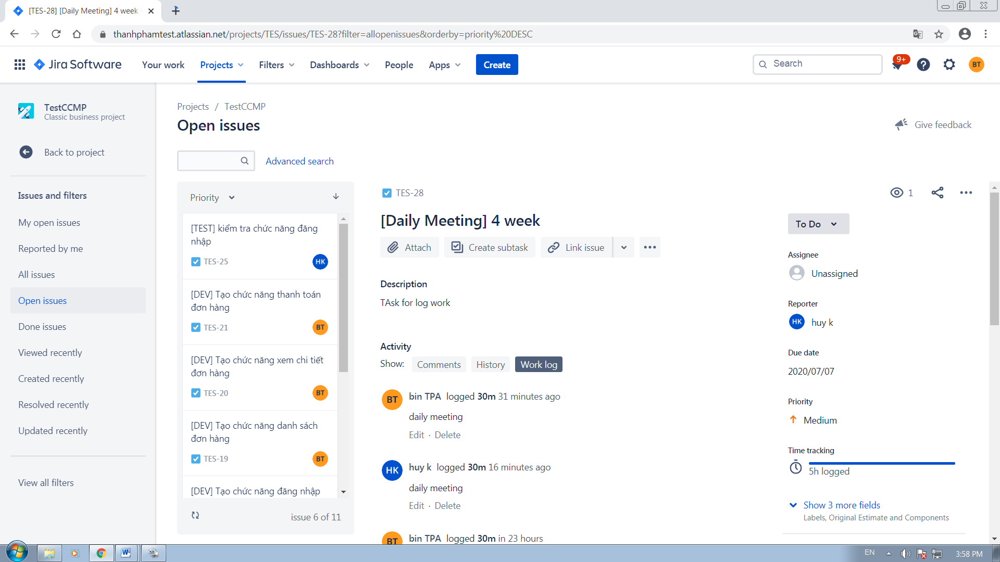 [TES-28] [Daily Meeting] 4 week
thanhphamtest.atlassian.net/projects/TES/issues/TES-28?filter=allopenissues&orderby=priority%20DESC
Jira Software
Your work
Projects
Filters
Dashboards
People
Apps
Create
Search
9+
BT
TestCCMP
Classic business project
Back to project
Issues and filters
My open issues
Reported by me
All issues
Open issues
Done issues
Viewed recently
Created recently
Resolved recently
Updated recently
View all filters
Projects / TestCCMP
Open issues
Give feedback
Advanced search
Priority
[TEST] kiểm tra chức năng đăng
nhập
TES-25
HK
[DEV] Tạo chức năng thanh toán
đơn hàng
TES-21
BT
[DEV] Tạo chức năng xem chi tiết
đơn hàng
TES-20
BT
[DEV] Tạo chức năng danh sách
đơn hàng
TES-19
BT
[DEV] Tạo chức năng đăng nhập
issue 6 of 11
TES-28
1
[Daily Meeting] 4 week
Attach
Create subtask
Link issue
Description
TAsk for log work
Activity
Show:
Comments
History
Work log
BT
bin TPA logged 30m 31 minutes ago
daily meeting
Edit · Delete
HK
huy k logged 30m 16 minutes ago
daily meeting
Edit · Delete
BT
bin TPA logged 30m in 23 hours
To Do
Assignee
Unassigned
Reporter
HK
huy k
Due date
2020/07/07
Priority
Medium
Time tracking
5h logged
Show 3 more fields
Labels, Original Estimate and Components
EN
3:58 PM